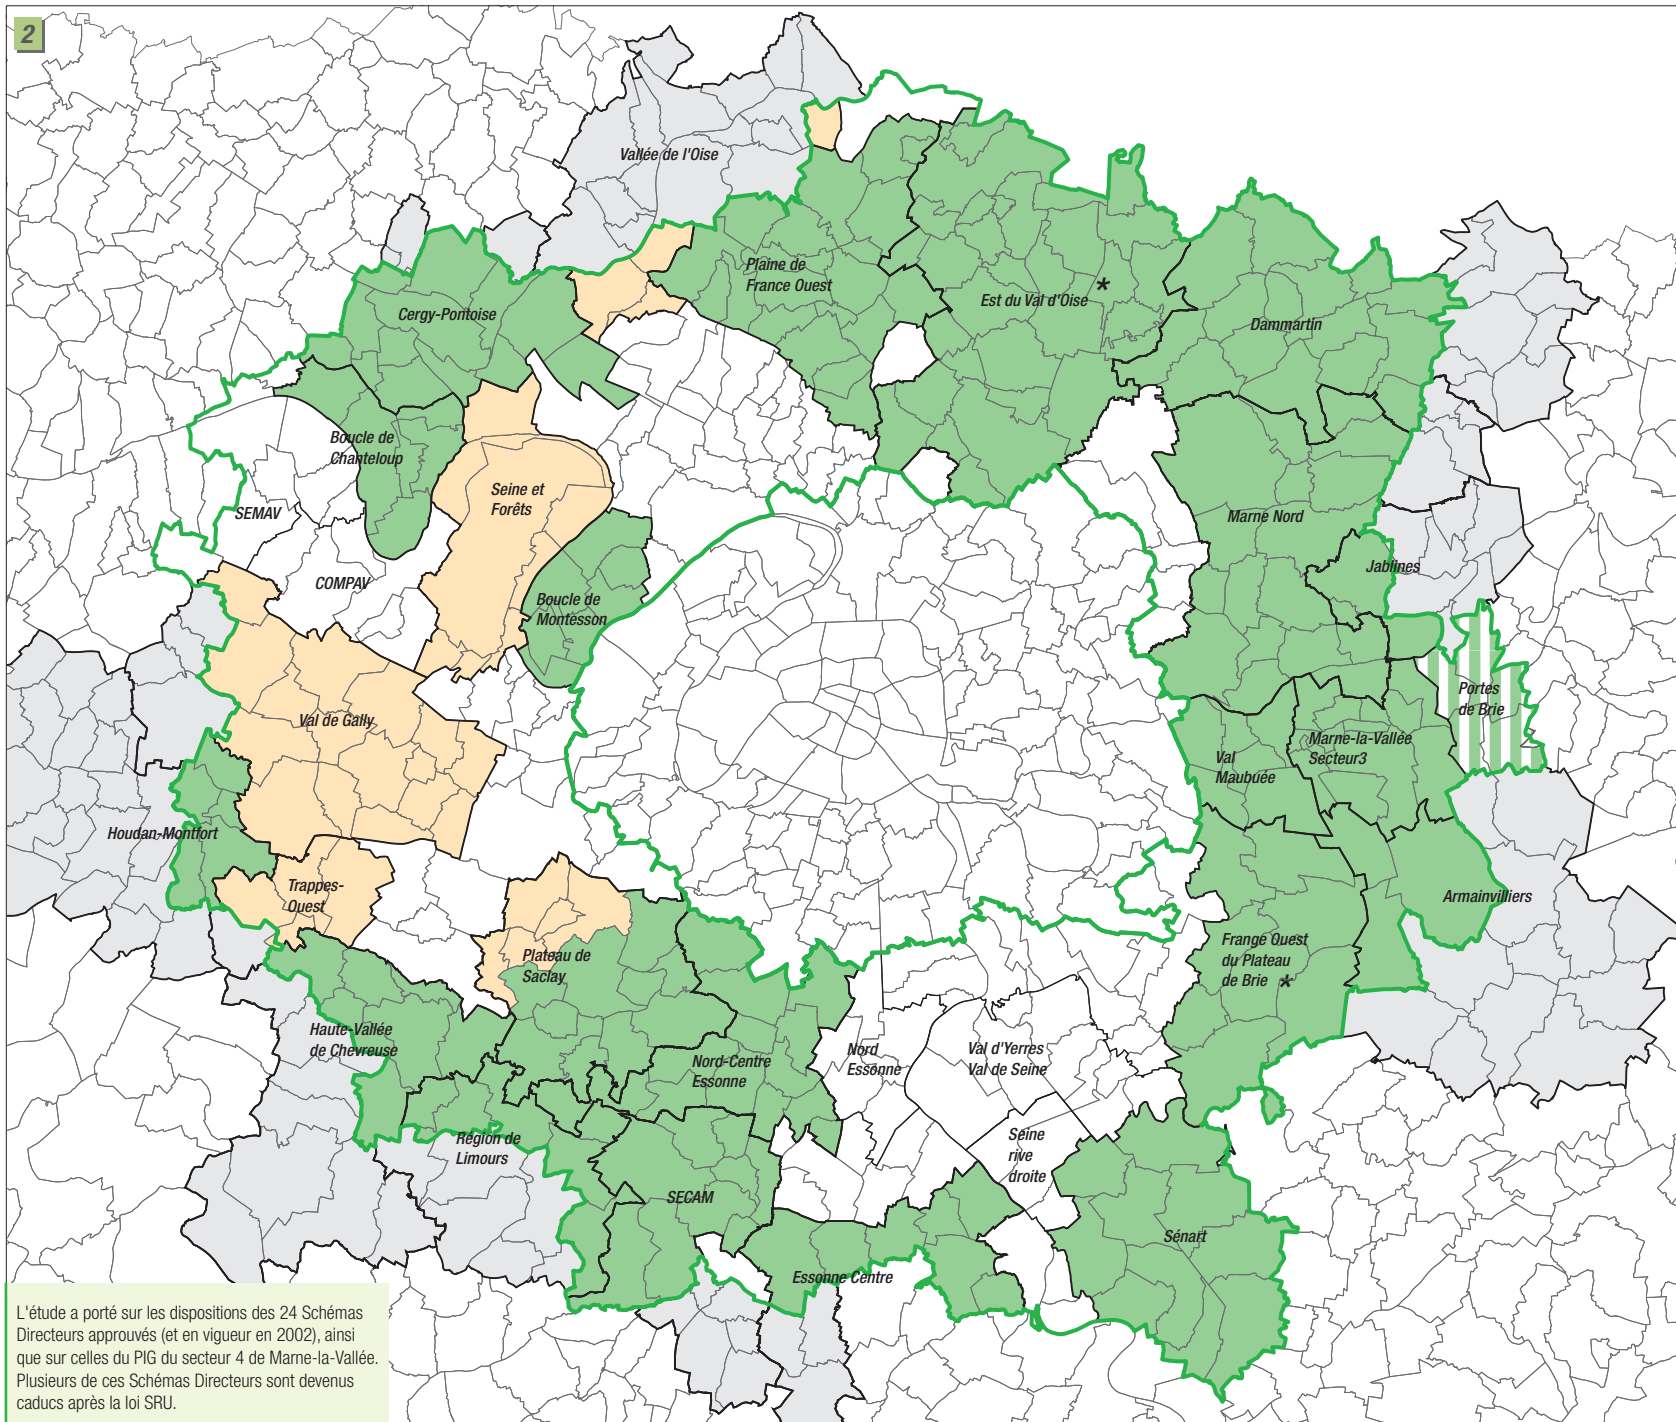 2
Vallée de l'Oise
Plaine de
France Ouest
Est du Val d'Oise *
Cergy-Pontoise
Dammartin
Boucle de
Chanteloup
Seine et
Forêts
SEMAV
Marne Nord
COMPAV
Jablines
Boucle de
Montesson
Portes
de Brie
Val de Gally
Marne-la-Vallée
Secteur3
Val
Maubuée
Houdan-Montfort
Trappes-
Ouest
Armainvilliers
Plateau de
Saclay
Frange Ouest
du Plateau
de Brie *
Haute-Vallée
de Chevreuse
Nord-Centre
Essonne
Nord
Essonne
Val d'Yerres
Val de Seine
Région de
Limours
Seine
rive
droite
SECAM
Sénart
Essonne Centre
L'étude a porté sur les dispositions des 24 Schémas
Directeurs approuvés (et en vigueur en 2002), ainsi
que sur celles du PIG du secteur 4 de Marne-la-Vallée.
Plusieurs de ces Schémas Directeurs sont devenus
caducs après la loi SRU.